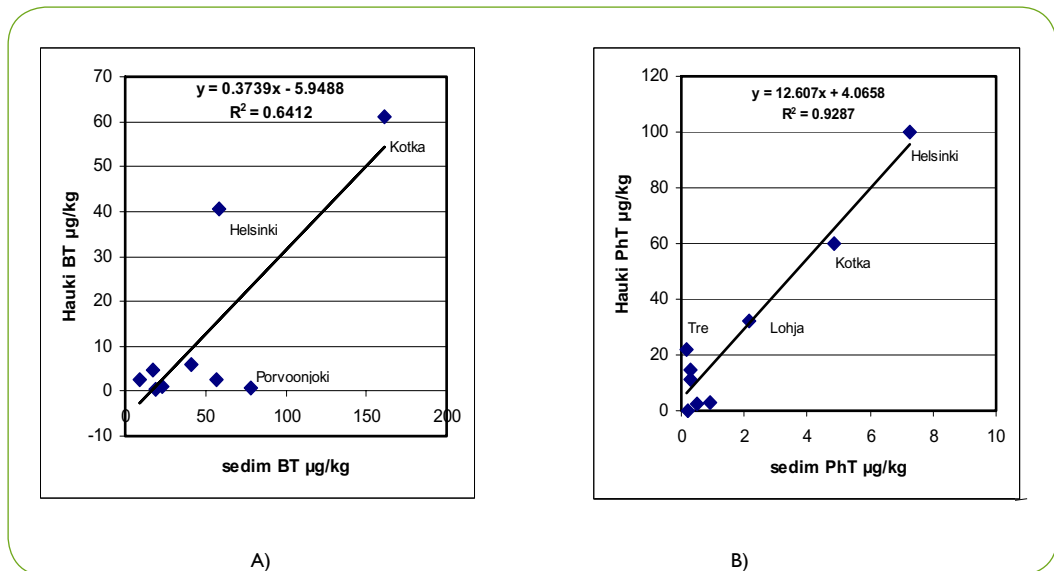 y = 0.3739x - 5.9488
R² = 0.6412
70
60
50
40
30
20
10
0
-10
Hauki BT µg/kg
Kotka
Helsinki
Porvoonjoki
0 50 100 150 200
sedim BT µg/kg
A)
y = 12.607x + 4.0658
R² = 0.9287
120
100
80
60
40
20
0
Hauki PhT µg/kg
Helsinki
Kotka
Tre Lohja
0 2 4 6 8 10
sedim PhT µg/kg
B)